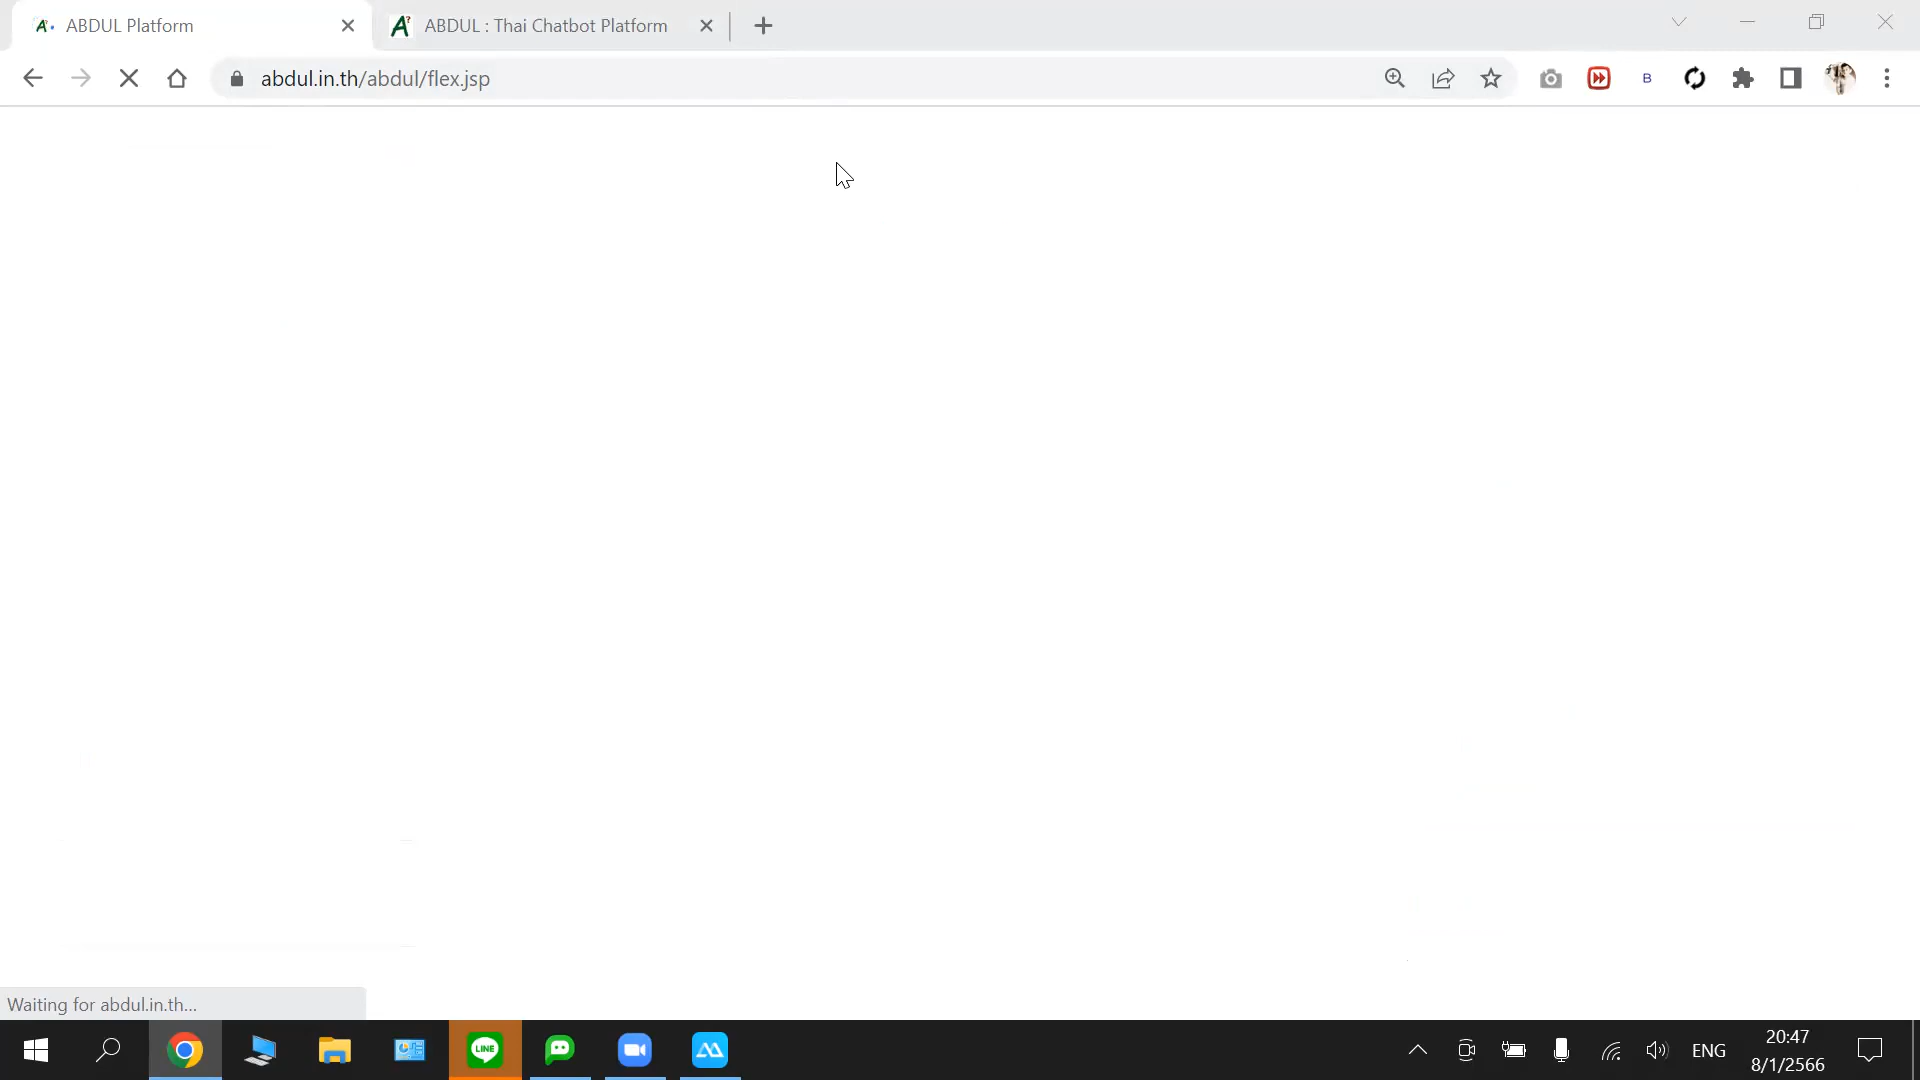 ABDUL Platform
ABDUL : Thai Chatbot Platform
abdul.in.th/abdul/flex.jsp
B
Waiting for abdul.in.th...
LINE
ENG
20:47
8/1/2566